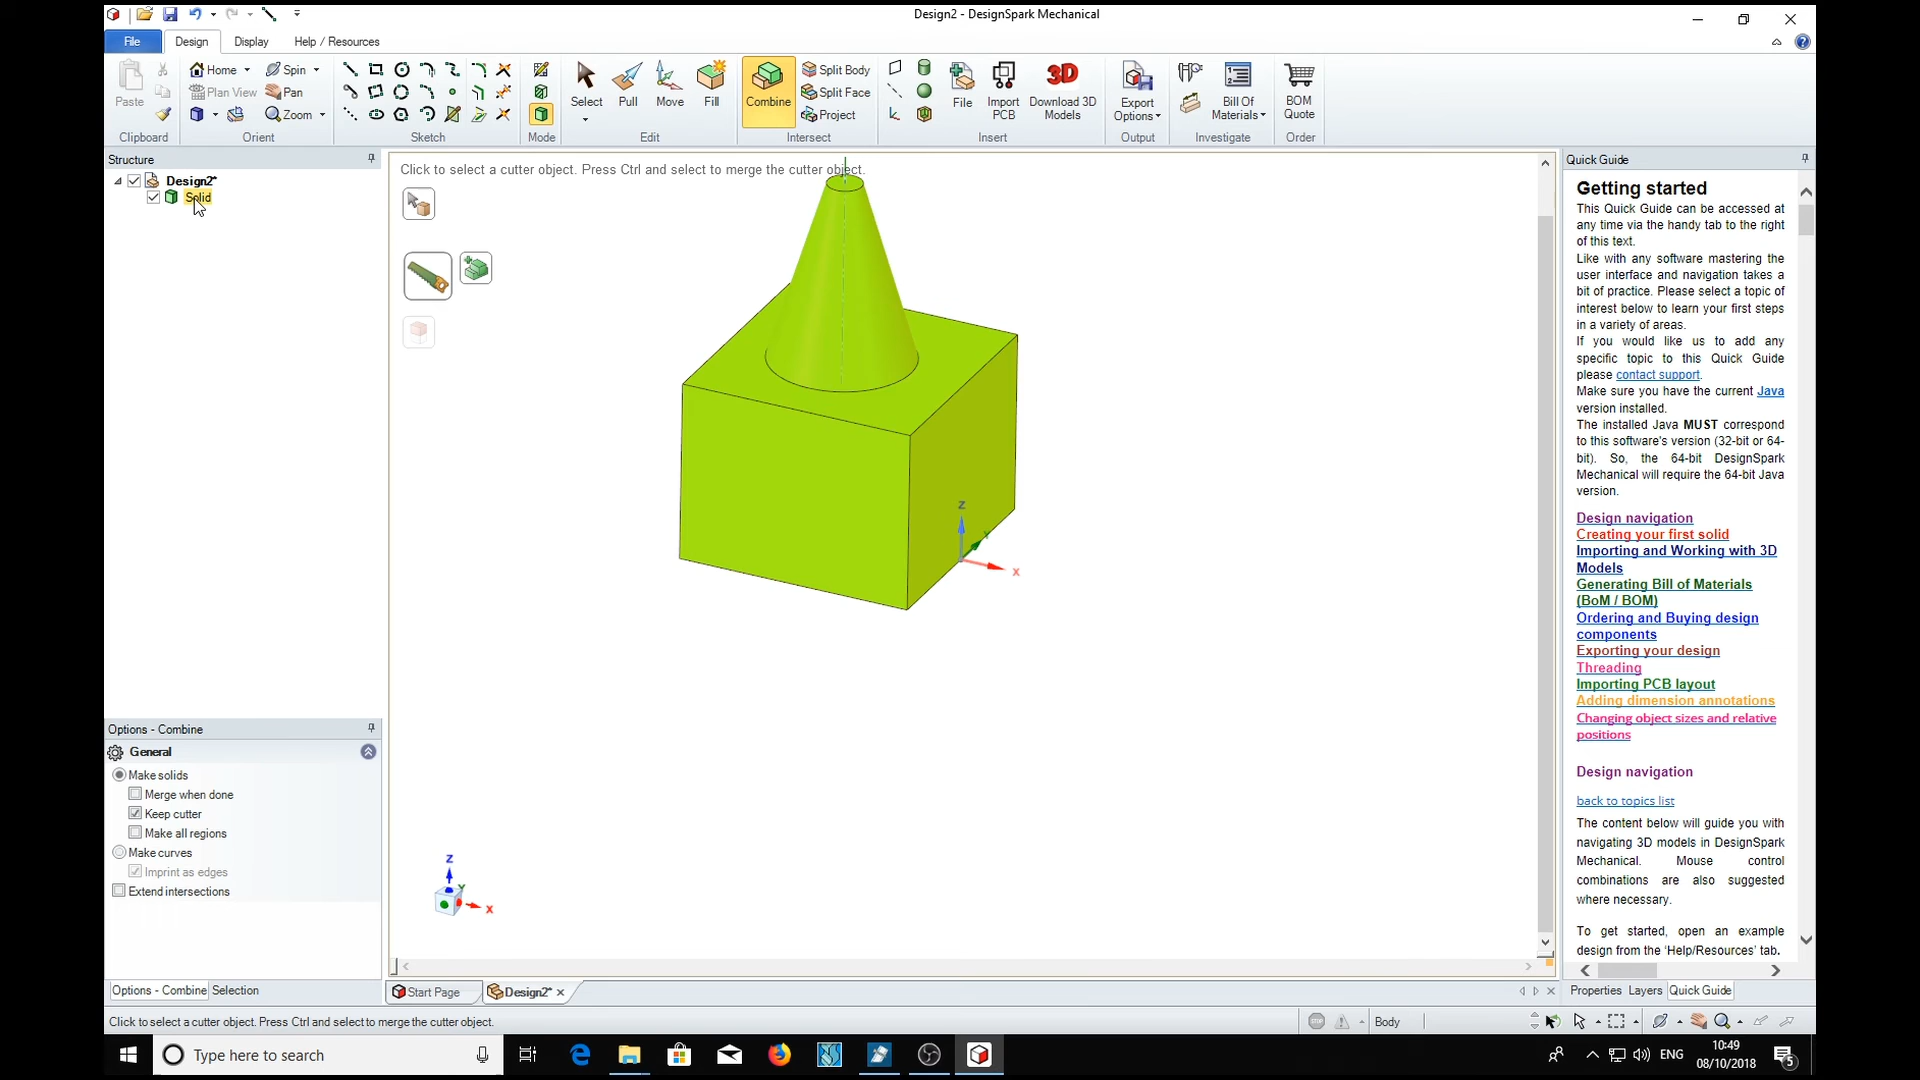 Design2 - DesignSpark Mechanical
File Design Display Help / Resources
Paste
Clipboard
Home Spin
Plan View Pan
Zoom
Orient
Sketch
Mode
Select Pull Move Fill
Edit
Combine
Split Body
Split Face
Project
Intersect
File Import PCB Download 3D Models
Insert
3D
Export Options
Output
Bill Of Materials
Investigate
BOM Quote
Order
Structure
Design2*
Solid
Click to select a cutter object. Press Ctrl and select to merge the cutter object.
Z
X
Z
Y
X
Options - Combine
General
Make solids
Merge when done
Keep cutter
Make all regions
Make curves
Imprint as edges
Extend intersections
Options - Combine Selection
Start Page Design2*
Quick Guide
Getting started
This Quick Guide can be accessed at
any time via the handy tab to the right
of this text.
Like with any software mastering the
user interface and navigation takes a
bit of practice. Please select a topic of
interest below to learn your first steps
in a variety of areas.
If you would like us to add any
specific topic to this Quick Guide
please contact support.
Make sure you have the current Java
version installed.
The installed Java MUST correspond
to this software's version (32-bit or 64-
bit). So, the 64-bit DesignSpark
Mechanical will require the 64-bit Java
version.
Design navigation
Creating your first solid
Importing and Working with 3D
Models
Generating Bill of Materials
(BoM / BOM)
Ordering and Buying design
components
Exporting your design
Threading
Importing PCB layout
Adding dimension annotations
Changing object sizes and relative
positions
Design navigation
back to topics list
The content below will guide you with
navigating 3D models in DesignSpark
Mechanical. Mouse control
combinations are also suggested
where necessary.
To get started, open an example
design from the 'Help/Resources' tab.
Properties Layers Quick Guide
Click to select a cutter object. Press Ctrl and select to merge the cutter object.
Body
Type here to search
ENG
10:49
08/10/2018
5